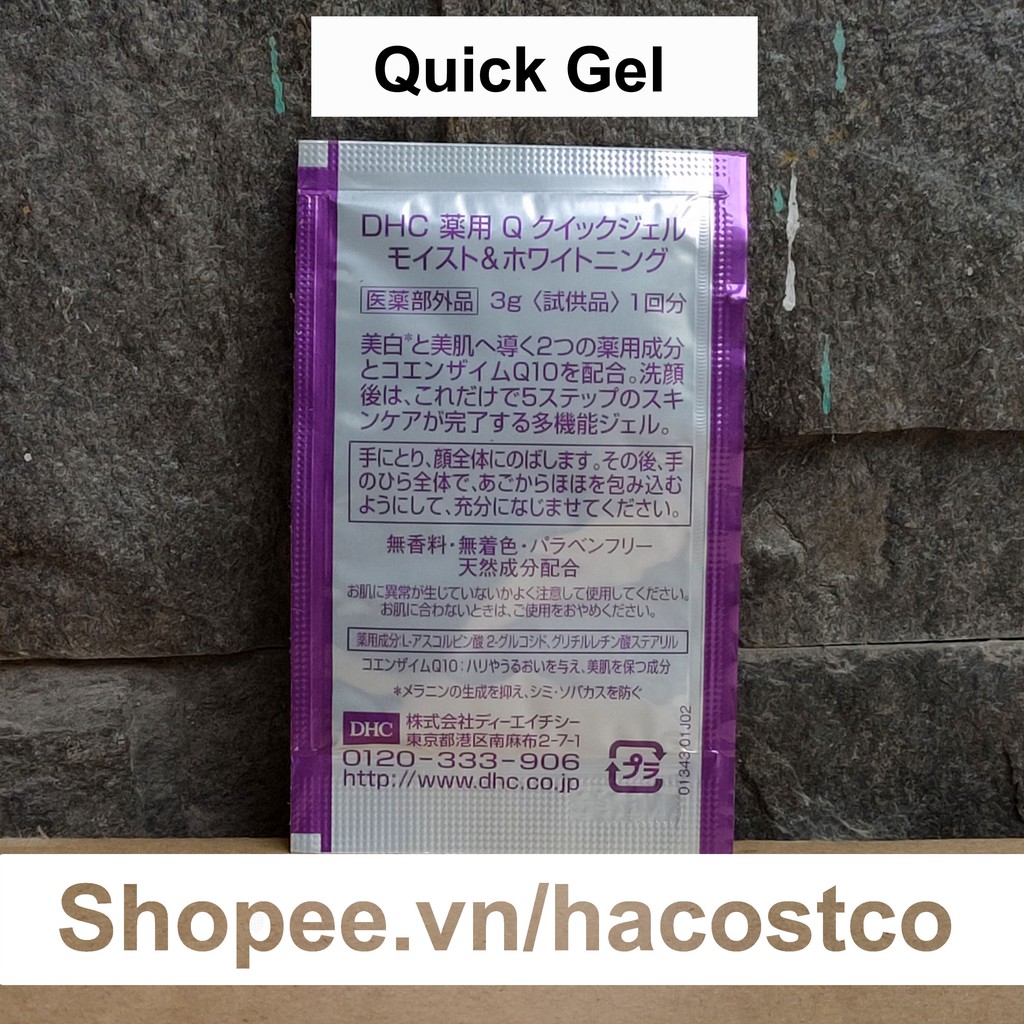 Quick Gel
DHC 薬用 Q クイックジェル
モイスト&ホワイトニング
医薬部外品 3g〈試供品〉1回分
美白*と美肌へ導く2つの薬用成分
とコエンザイムQ10を配合。洗顔
後は、これだけで5ステップのスキ
ンケアが完了する多機能ジェル。
手にとり、顔全体にのばします。その後、手
のひら全体で、あごからほほを包み込む
ようにして、充分になじませてください。
無香料・無着色・パラベンフリー
天然成分配合
お肌に異常が生じていないかよく注意して使用してください。
お肌に合わないときは、ご使用をおやめください。
薬用成分:L-アスコルビン酸 2-グルコシド、グリチルレチン酸ステアリル
コエンザイムQ10:ハリやうるおいを与え、美肌を保つ成分
*メラニンの生成を抑え、シミ・ソバカスを防ぐ
DHC 株式会社ディーエイチシー
東京都港区南麻布2-7-1
0120-333-906
http://www.dhc.co.jp
プラ
01343 01J02
Shopee.vn/hacostco